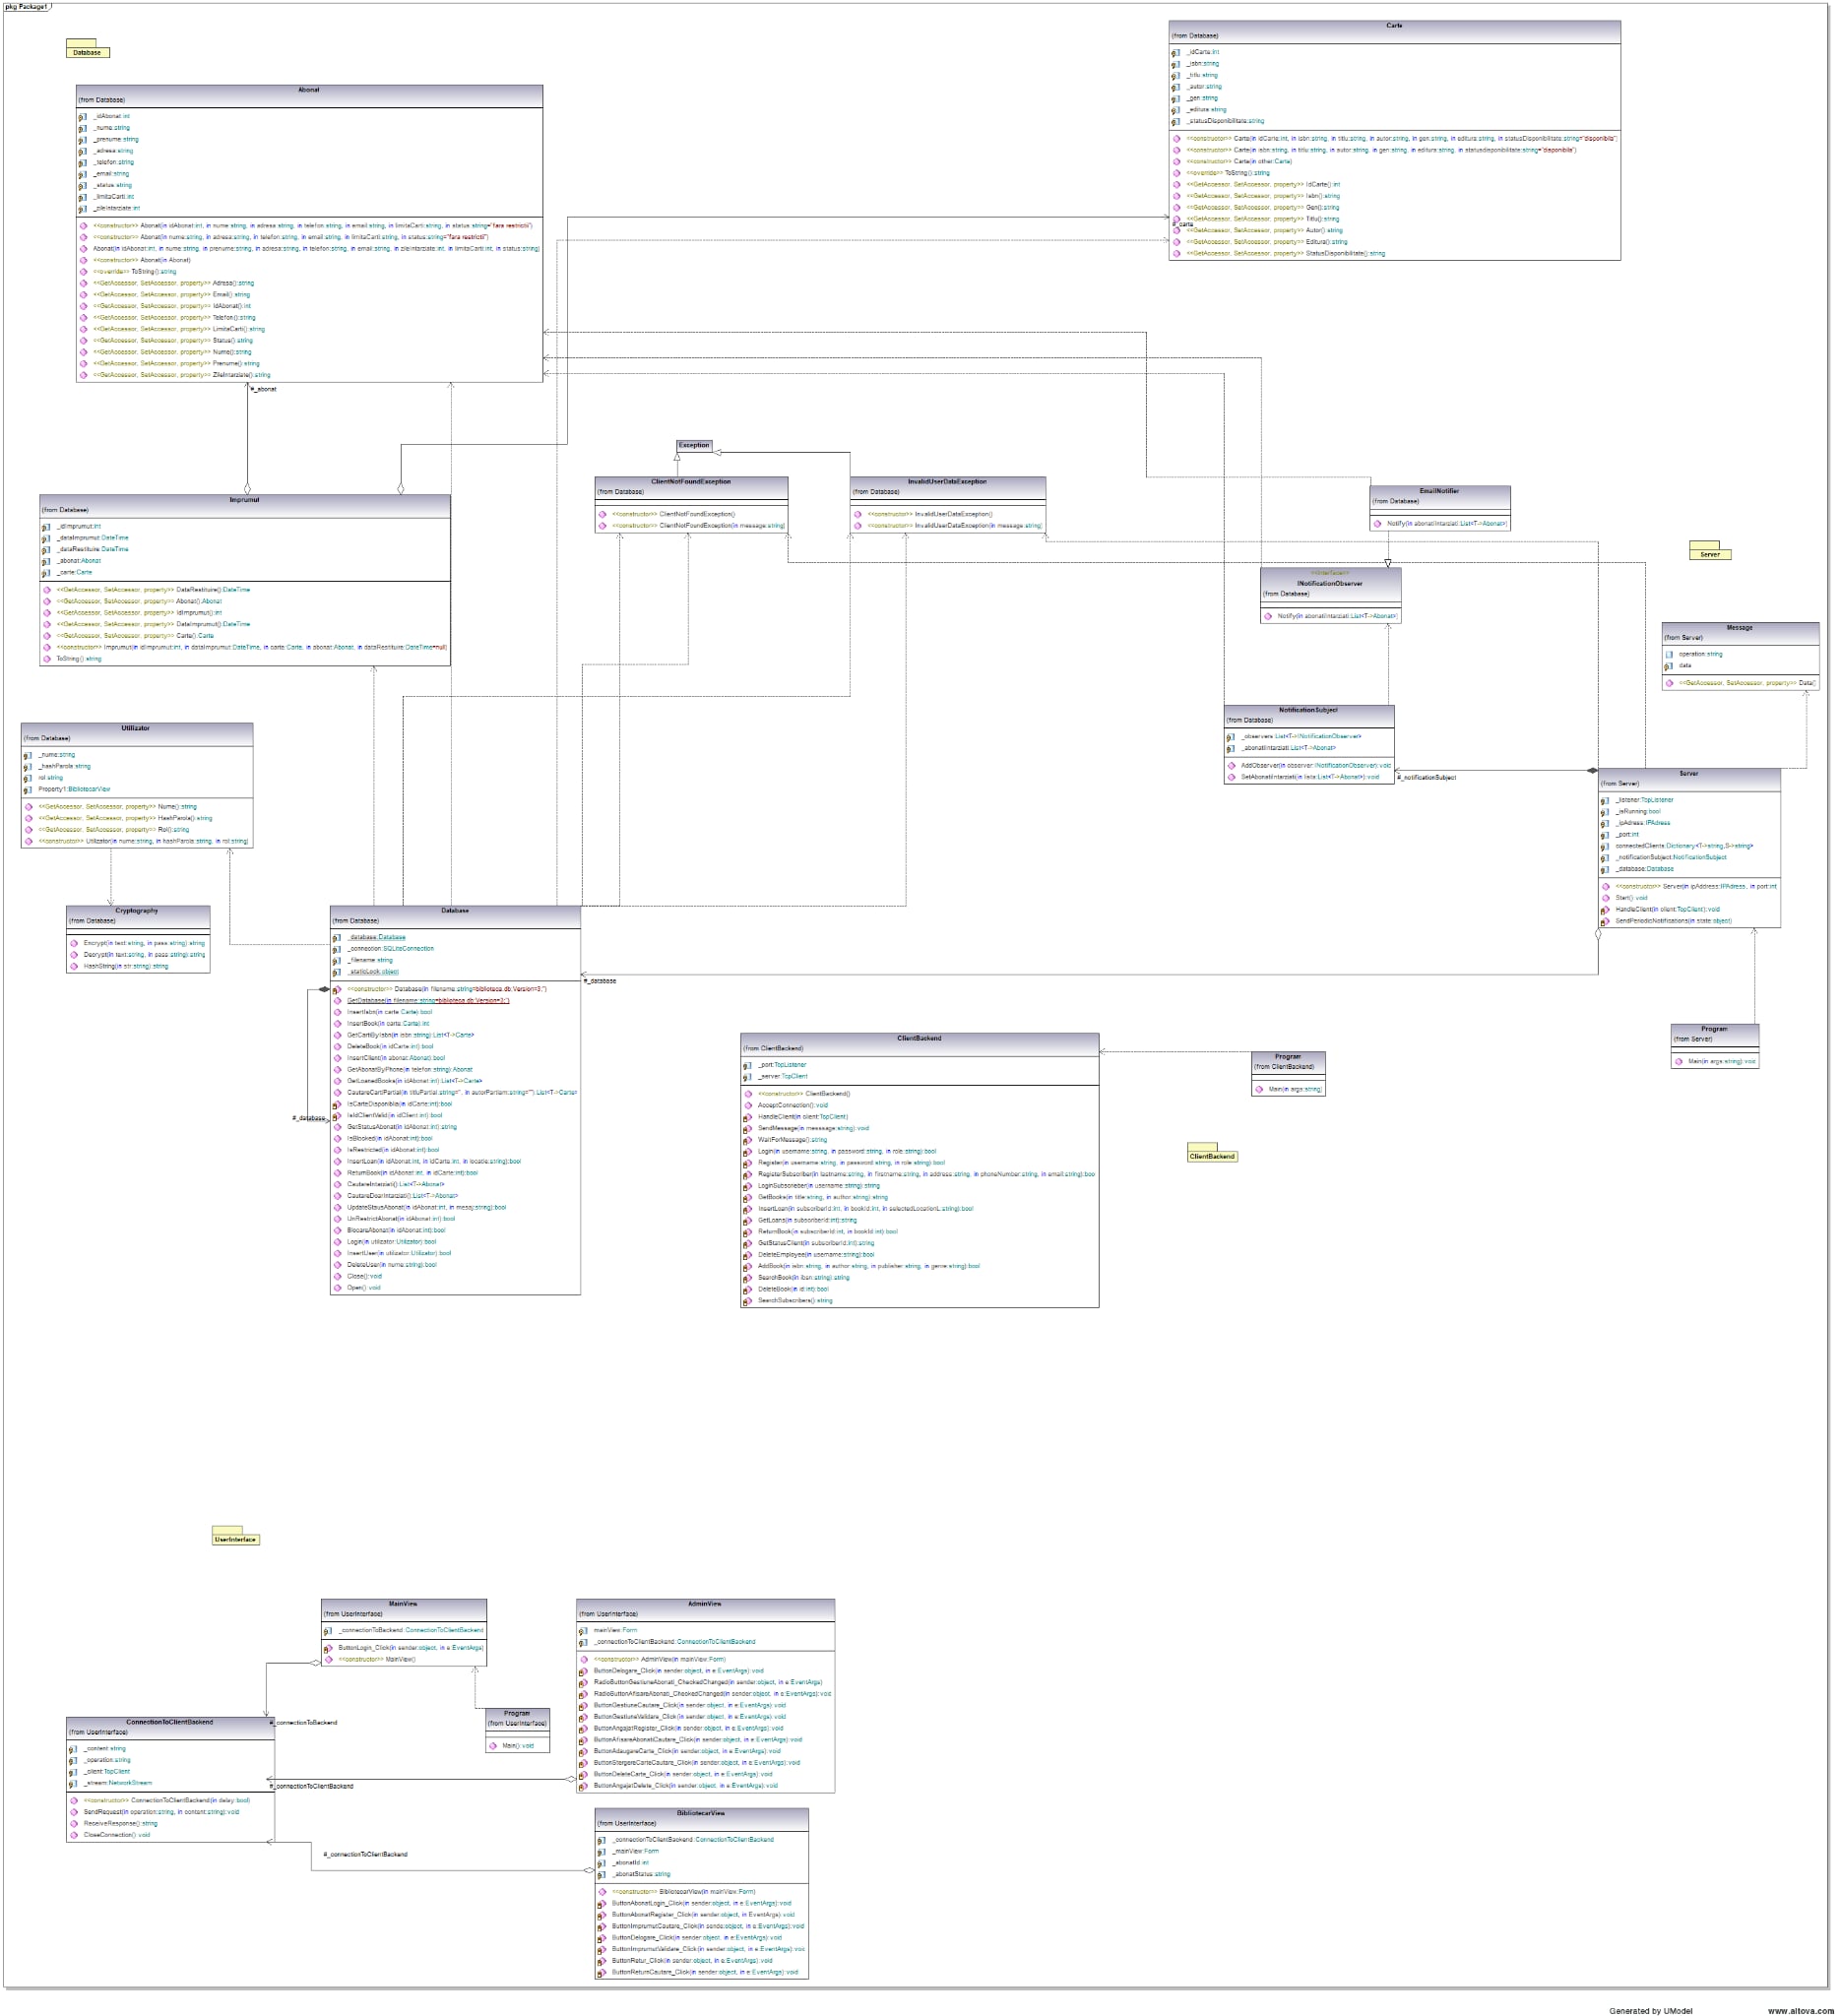 pkg Package1
Database
Abonat
(from Database)
_idAbonat:int
_nume:string
_prenume:string
_adresa:string
_telefon:string
_email:string
_status:string
_limitaCarti:int
_zileIntarziate:int
<<constructor>> Abonat(in idAbonat:int, in nume:string, in adresa:string, in telefon:string, in email:string, in limitaCarti:string, in status:string="fara restrictii")
<<constructor>> Abonat(in nume:string, in adresa:string, in telefon:string, in email:string, in limitaCarti:string, in status:string="fara restrictii")
Abonat(in idAbonat:int, in nume:string, in prenume:string, in adresa:string, in telefon:string, in email:string, in zileIntarziate:int, in limitaCarti:int, in status:string)
<<constructor>> Abonat(in Abonat)
<<override>> ToString():string
<<GetAccessor, SetAccessor, property>> Adresa():string
<<GetAccessor, SetAccessor, property>> Email():string
<<GetAccessor, SetAccessor, property>> IdAbonat():int
<<GetAccessor, SetAccessor, property>> Telefon():string
<<GetAccessor, SetAccessor, property>> LimitaCarti():string
<<GetAccessor, SetAccessor, property>> Status():string
<<GetAccessor, SetAccessor, property>> Nume():string
<<GetAccessor, SetAccessor, property>> Prenume():string
<<GetAccessor, SetAccessor, property>> ZileIntarziate():string
#_abonat
Carte
(from Database)
_idCarte:int
_isbn:string
_titlu:string
_autor:string
_gen:string
_editura:string
_statusDisponibilitate:string
<<constructor>> Carte(in idCarte:int, in isbn:string, in titlu:string, in autor:string, in gen:string, in editura:string, in statusDisponibilitate:string="disponibila")
<<constructor>> Carte(in isbn:string, in titlu:string, in autor:string, in gen:string, in editura:string, in statusdisponibilitate:string="disponibila")
<<constructor>> Carte(in other:Carte)
<<override>> ToString():string
<<GetAccessor, SetAccessor, property>> IdCarte():int
<<GetAccessor, SetAccessor, property>> Isbn():string
<<GetAccessor, SetAccessor, property>> Gen():string
<<GetAccessor, SetAccessor, property>> Titlu():string
#_carte
<<GetAccessor, SetAccessor, property>> Autor():string
<<GetAccessor, SetAccessor, property>> Editura():string
<<GetAccessor, SetAccessor, property>> StatusDisponibilitate():string
Exception
ClientNotFoundException
(from Database)
<<constructor>> ClientNotFoundException()
<<constructor>> ClientNotFoundException(in message:string)
InvalidUserDataException
(from Database)
<<constructor>> InvalidUserDataException()
<<constructor>> InvalidUserDataException(in message:string)
EmailNotifier
(from Database)
Notify(in abonatiIntarziati:List<T->Abonat>)
Imprumut
(from Database)
_idImprumut:int
_dataImprumut:DateTime
_dataRestituire:DateTime
_abonat:Abonat
_carte:Carte
<<GetAccessor, SetAccessor, property>> DataRestituire():DateTime
<<GetAccessor, SetAccessor, property>> Abonat():Abonat
<<GetAccessor, SetAccessor, property>> IdImprumut():int
<<GetAccessor, SetAccessor, property>> DataImprumut():DateTime
<<GetAccessor, SetAccessor, property>> Carte():Carte
<<constructor>> Imprumut(in idImprumut:int, in dataImprumut:DateTime, in carte:Carte, in abonat:Abonat, in dataRestituire:DateTime=null)
ToString():string
Server
<<interface>>
INotificationObserver
(from Database)
Notify(in abonatiIntarziati:List<T->Abonat>)
Message
(from Server)
operation:string
data
<<GetAccessor, SetAccessor, property>> Data()
NotificationSubject
(from Database)
_observers:List<T->INotificationObserver>
_abonatiIntarziati:List<T->Abonat>
AddObserver(in observer:INotificationObserver):void
SetAbonatiIntarziati(in lista:List<T->Abonat>):void
#_notificationSubject
Server
(from Server)
_listener:TcpListener
_isRunning:bool
_ipAdress:IPAdress
_port:int
connectedClients:Dictionary<T->string,S->string>
_notificationSubject:NotificationSubject
_database:Database
<<constructor>> Server(in ipAddress:IPAdress, in port:int
Start():void
HandleClient(in client:TcpClient):void
SendPeriodicNotifications(in state:object)
Utilizator
(from Database)
_nume:string
_hashParola:string
rol:string
Property1:BibliotecarView
<<GetAccessor, SetAccessor, property>> Nume():string
<<GetAccessor, SetAccessor, property>> HashParola():string
<<GetAccessor, SetAccessor, property>> Rol():string
<<constructor>> Utilizator(in nume:string, in hashParola:string, in rol:string)
Cryptography
(from Database)
Encrypt(in text:string, in pass:string):string
Decrypt(in text:string, in pass:string):string
HashString(in str:string):string
Database
(from Database)
_database:Database
_connection:SQLiteConnection
_filename:string
_staticLock:object
#_database
<<constructor>> Database(in filename:string=biblioteca.db;Version=3;")
GetDatabase(in filename:string=biblioteca.db;Version=3;")
InsertIsbn(in carte:Carte):bool
InsertBook(in carte:Carte):int
GetCartiByIsbn(in isbn:string):List<T->Carte>
DeleteBook(in idCarte:int):bool
InsertClient(in abonat:Abonat):bool
GetAbonatByPhone(in telefon:string):Abonat
GetLoanedBooks(in idAbonat:int):List<T->Carte>
CautareCartiPartial(in titluPartial:string="", in autorPartiem:string=""):List<T->Carte>
IsCarteDisponibila(in idCarte:int):bool
IsIdClientValid(in idClient:int):bool
#_database
GetStatusAbonat(in idAbonat:int):string
IsBlocked(in idAbonat:int):bool
IsRestricted(in idAbonat:int):bool
InsertLoan(in idAbonat:int, in idCarte:int, in locatie:string):bool
ReturnBook(in idAbonat:int, in idCarte:int):bool
CautareIntarziati():List<T->Abonat>
CautareDoarIntarziati():List<T->Abonat>
UpdateStausAbonat(in idAbonat:int, in mesaj:string):bool
UnRestrictAbonat(in idAbonat:int):bool
BlocareAbonat(in idAbonat:int):bool
Login(in utilizator:Utilizator):bool
InsertUser(in utilizator:Utilizator):bool
DeleteUser(in nume:string):bool
Close():void
Open():void
ClientBackend
(from ClientBackend)
_port:TcpListener
_server:TcpClient
<<constructor>> ClientBackend()
AcceptConnection():void
HandleClient(in client:TcpClient)
SendMessage(in messsage:string):void
WaitForMessage():string
Login(in username:string, in password:string, in role:string):bool
Register(in username:string, in password:string, in role:string):bool
RegisterSubscriber(in lastname:string, in firstname:string, in address:string, in phoneNumber:string, in email:string):boo
LoginSubscreber(in username:string):string
GetBooks(in title:string, in author:string):string
InsertLoan(in subscriberId:int, in bookId:int, in selectedLocationL:string):bool
GetLoans(in subscriberId:int):string
ReturnBook(in subscriberId:int, in bookId:int):bool
GetStatusClient(in subscriberId:int):string
DeleteEmployee(in username:string):bool
AddBook(in isbn:string, in author:string, in publisher:string, in genre:string):bool
SearchBook(in iban:string):string
DeleteBook(in id:int):bool
SearchSubscribers():string
Program
(from ClientBackend)
Main(in args:string)
Program
(from Server)
Main(in args:string):void
ClientBackend
UserInterface
MainView
(from UserInterface)
_connectionToBackend:ConnectionToClientBackend
ButtonLogin_Click(in sender:object, in e:EventArgs)
<<constructor>> MainView()
Program
(from UserInterface)
Main():void
AdminView
(from UserInterface)
mainView:Form
_connectionToClientBackend:ConnectionToClientBackend
<<constructor>> AdminView(in mainView:Form)
ButtonDelogare_Click(in sender:object, in e:EventArgs):void
RadioButtonGestiuneAbonati_CheckedChanged(in sender:object, in e:EventArgs)
RadioButtonAfisareAbonati_CheckedChanged(in sender:object, in e:EventArgs):voic
ButtonGestiuneCautare_Click(in sender:object, in e:EventArgs):void
ButtonGestiuneValidare_Click(in sender:object, in e:EventArgs):void
ButtonAngajatRegister_Click(in sender:object, in e:EventArgs):void
ButtonAfisareAbonatiCautare_Click(in sender:object, in e:EventArgs):void
ButtonAdaugareCarte_Click(in sender:object, in e:EventArgs):void
ButtonStergereCarteCautare_Click(in sender:object, in e:EventArgs):void
ButtonDeleteCarte_Click(in sender:object, in e:EventArgs):void
ButtonAngajatDelete_Click(in sender:object, in e:EventArgs):void
ConnectionToClientBackend
(from UserInterface)
_content:string
_operation:string
_client:TcpClient
_stream:NetworkStream
<<constructor>> ConnectionToClientBackend(in delay:bool)
SendRequest(in operation:string, in content:string):void
ReceiveResponse():string
CloseConnection():void
#_connectionToBackend
#_connectionToClientBackend
#_connectionToClientBackend
BibliotecarView
(from UserInterface)
_connectionToClientBackend:ConnectionToClientBackend
_mainView:Form
_abonatId:int
_abonatStatus:string
<<constructor>> BibliotecarView(in mainView:Form)
ButtonAbonatLogin_Click(in sender:object, in e:EventArgs):void
ButtonAbonatRegister_Click(in sender:object, in EventArgs):void
ButtonImprumutCautare_Click(in sende:object, in e:EventArgs):void
ButtonDelogare_Click(in sender:object, in e:EventArgs):void
ButtonImprumutValidare_Click(in sender:object, in e:EventArgs):voic
ButtonRetur_Click(in sender:object, in e:EventArgs):void
ButtonReturnCautare_Click(in sender:object, in e:EventArgs):void
Generated by UModel
www.altova.com